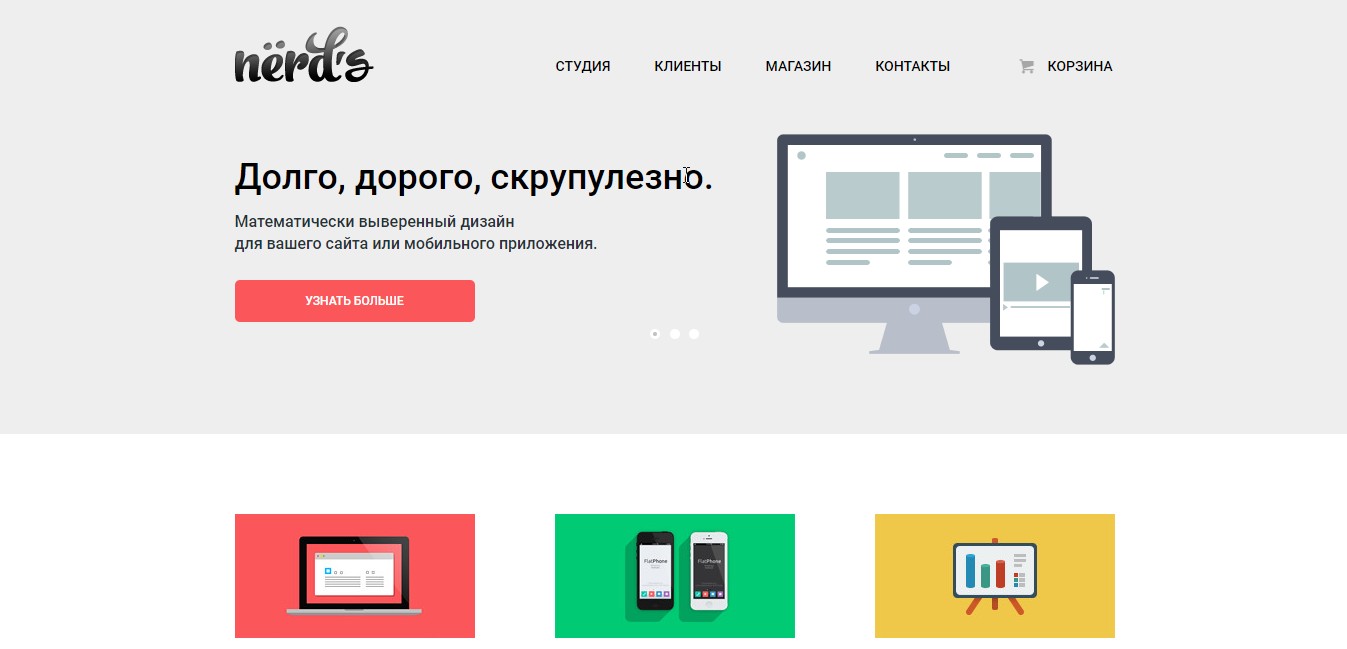 nërd's
СТУДИЯ КЛИЕНТЫ МАГАЗИН КОНТАКТЫ КОРЗИНА
Долго, дорого, скрупулезно.
Математически выверенный дизайн
для вашего сайта или мобильного приложения.
УЗНАТЬ БОЛЬШЕ
FlatPhone FlatPhone